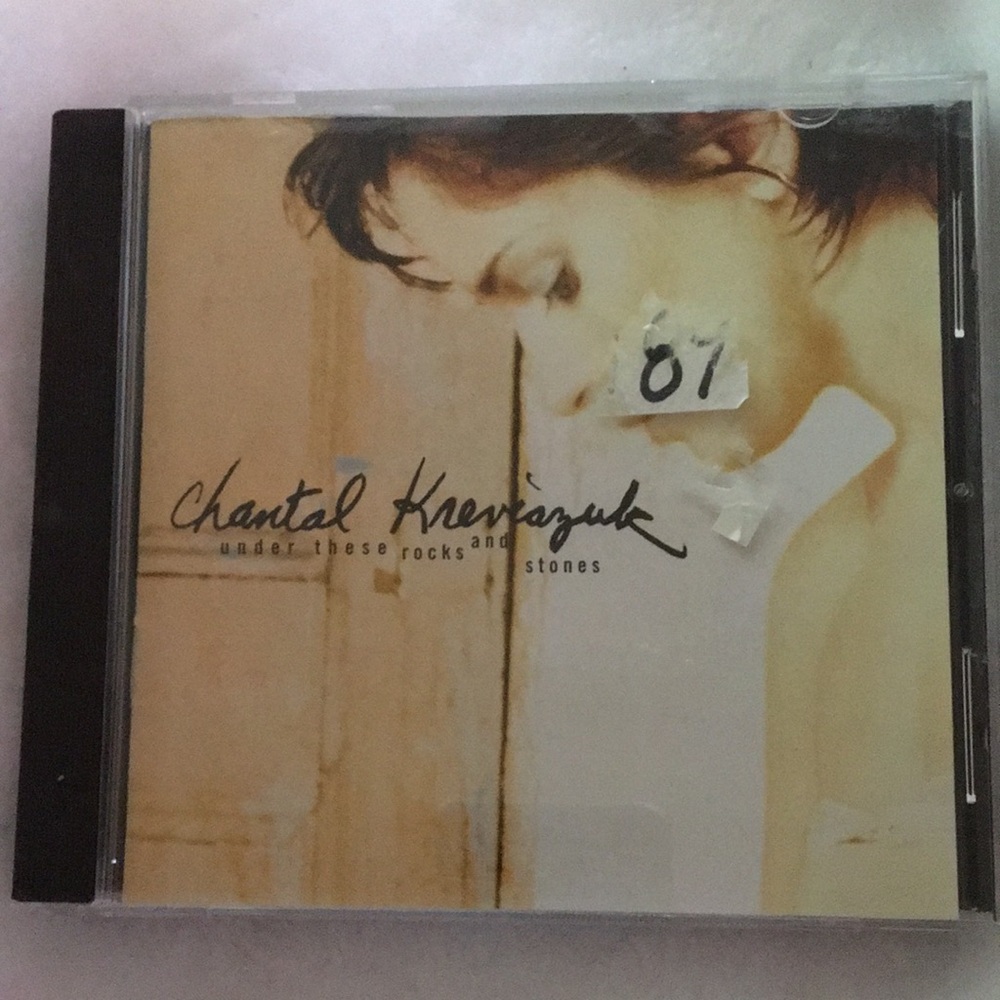 07
Chantal Kreviazuk
under these rocks and
stones